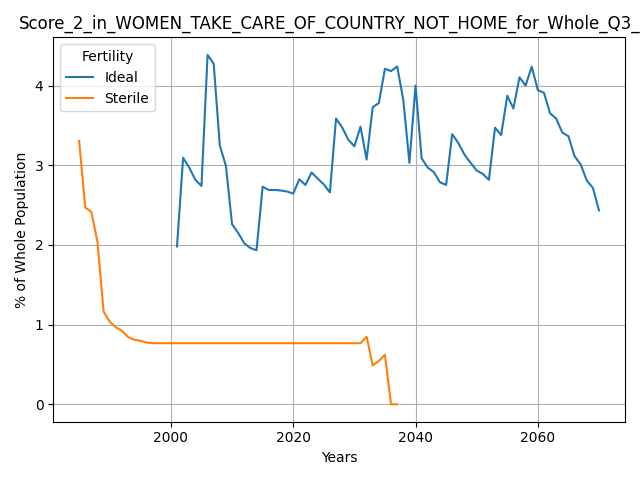 Score_2_in_WOMEN_TAKE_CARE_OF_COUNTRY_NOT_HOME_for_Whole_Q3_
Fertility
Ideal
Sterile
% of Whole Population
4
3
2
1
0
2000
2020
2040
2060
Years